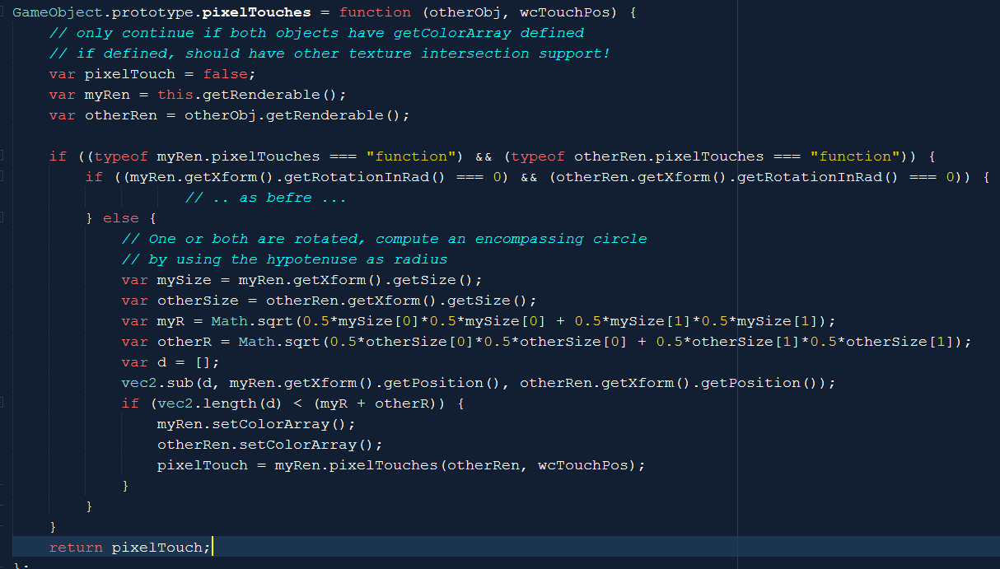 GameObject.prototype.pixelTouches = function (otherObj, wcTouchPos) {
// only continue if both objects have getColorArray defined
// if defined, should have other texture intersection support!
var pixelTouch = false;
var myRen = this.getRenderable();
var otherRen = otherObj.getRenderable();
if ((typeof myRen.pixelTouches === "function") && (typeof otherRen.pixelTouches === "function")) {
if ((myRen.getXform().getRotationInRad() === 0) && (otherRen.getXform().getRotationInRad() === 0)) {
// .. as befre ...
} else {
// One or both are rotated, compute an encompassing circle
// by using the hypotenuse as radius
var mySize = myRen.getXform().getSize();
var otherSize = otherRen.getXform().getSize();
var myR = Math.sqrt(0.5*mySize[0]*0.5*mySize[0] + 0.5*mySize[1]*0.5*mySize[1]);
var otherR = Math.sqrt(0.5*otherSize[0]*0.5*otherSize[0] + 0.5*otherSize[1]*0.5*otherSize[1]);
var d = [];
vec2.sub(d, myRen.getXform().getPosition(), otherRen.getXform().getPosition());
if (vec2.length(d) < (myR + otherR)) {
myRen.setColorArray();
otherRen.setColorArray();
pixelTouch = myRen.pixelTouches(otherRen, wcTouchPos);
}
}
}
return pixelTouch;
};